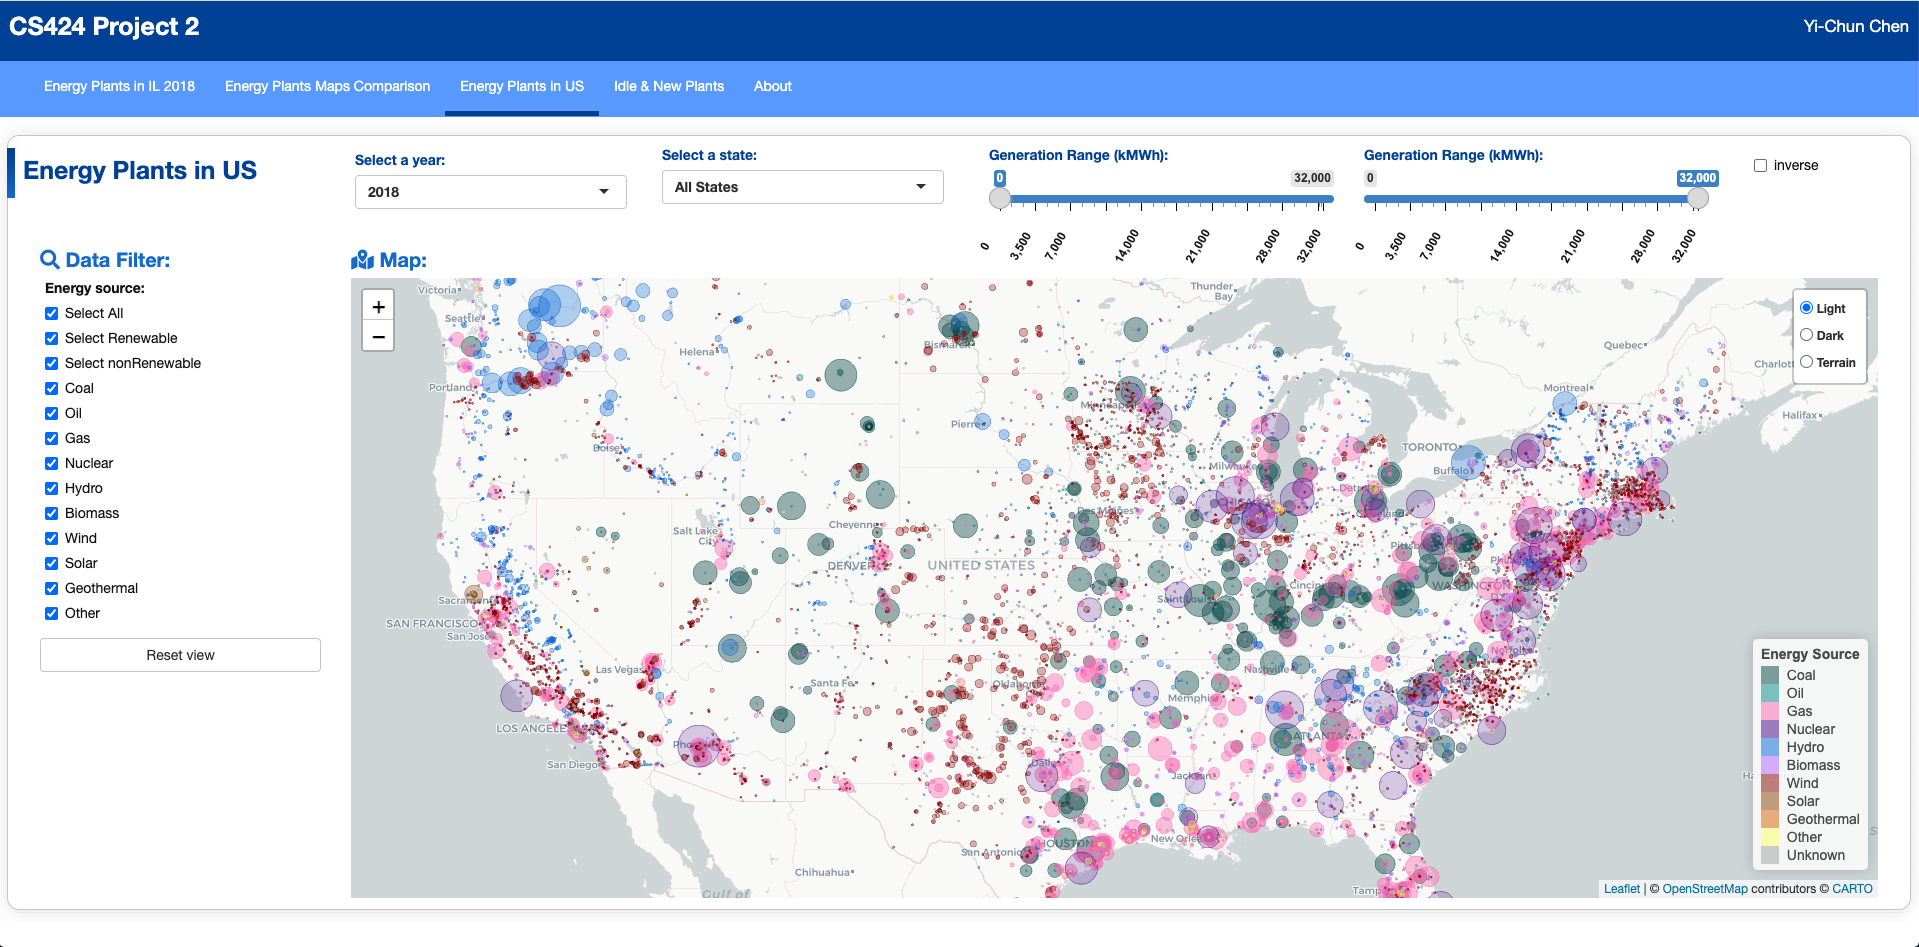 CS424 Project 2
Yi-Chun Chen
Energy Plants in IL 2018
Energy Plants Maps Comparison
Energy Plants in US
Idle & New Plants
About
Energy Plants in US
Select a year:
2018
Select a state:
All States
Generation Range (kMWh):
0
32,000
0
3,500
7,000
14,000
21,000
28,000
32,000
Generation Range (kMWh):
0
32,000
0
3,500
7,000
14,000
21,000
28,000
32,000
inverse
Data Filter:
Energy source:
Select All
Select Renewable
Select nonRenewable
Coal
Oil
Gas
Nuclear
Hydro
Biomass
Wind
Solar
Geothermal
Other
Reset view
Map:
+
−
Light
Dark
Terrain
Victoria
Seattle
Portland
Helena
Boise
Bismarck
Pierre
Thunder
Bay
Quebec
Montreal
Halifax
TORONTO
Buffalo
Milwaukee
Des Moines
Salt Lake
City
Cheyenne
DENVER
UNITED STATES
WASHINGTON
SAN FRANCISCO
San Jose
Las Vegas
Santa Fe
Oklahoma
Nashville
Memphis
LOS ANGELE
San Diego
ATLANTA
Dallas
Jackson
HOUSTON
San Antonio
New Orle
Chihuahua
Gulf of
Tampa
Energy Source
Coal
Oil
Gas
Nuclear
Hydro
Biomass
Wind
Solar
Geothermal
Other
Unknown
Leaflet | © OpenStreetMap contributors © CARTO